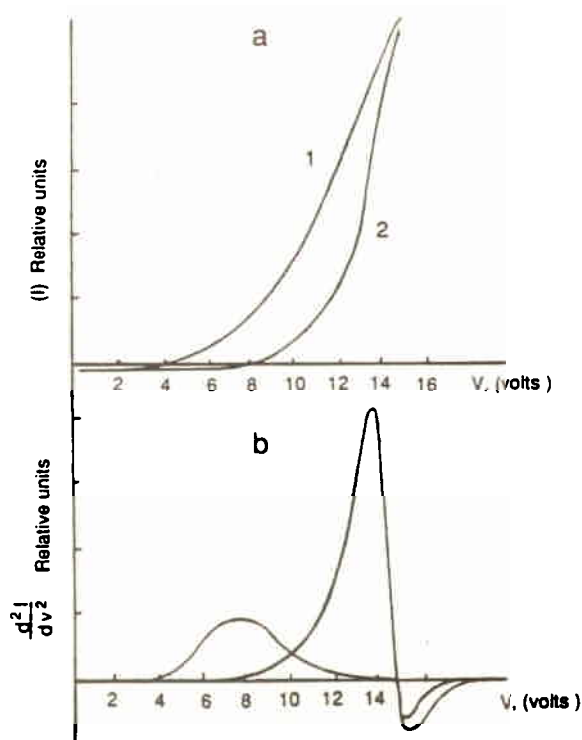 a
1
2
(I) Relative units
2 4 6 8 10 12 14 16 V, (volts )
b
Relative units
d²I
dv²
2 4 6 8 10 12 14 V, (volts )